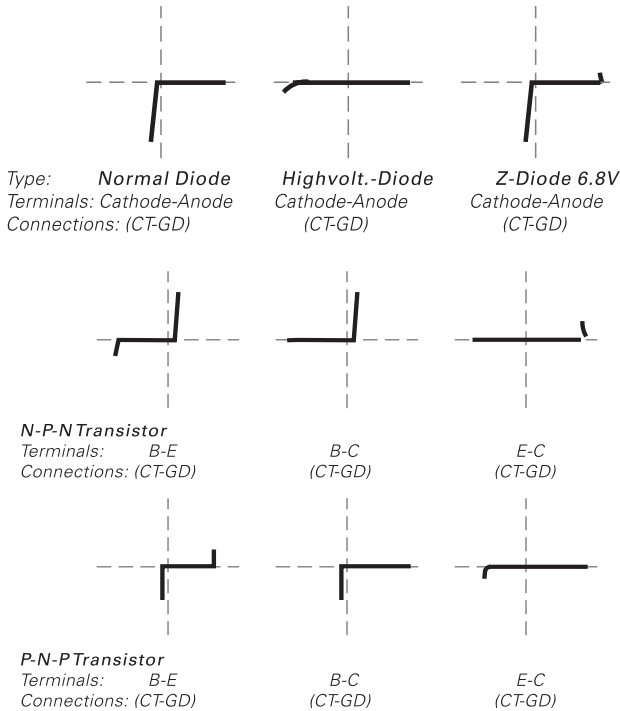 Type: Normal Diode Highvolt.-Diode Z-Diode 6.8V
Terminals: Cathode-Anode Cathode-Anode Cathode-Anode
Connections: (CT-GD) (CT-GD) (CT-GD)
N-P-N Transistor
Terminals: B-E B-C E-C
Connections: (CT-GD) (CT-GD) (CT-GD)
P-N-P Transistor
Terminals: B-E B-C E-C
Connections: (CT-GD) (CT-GD) (CT-GD)